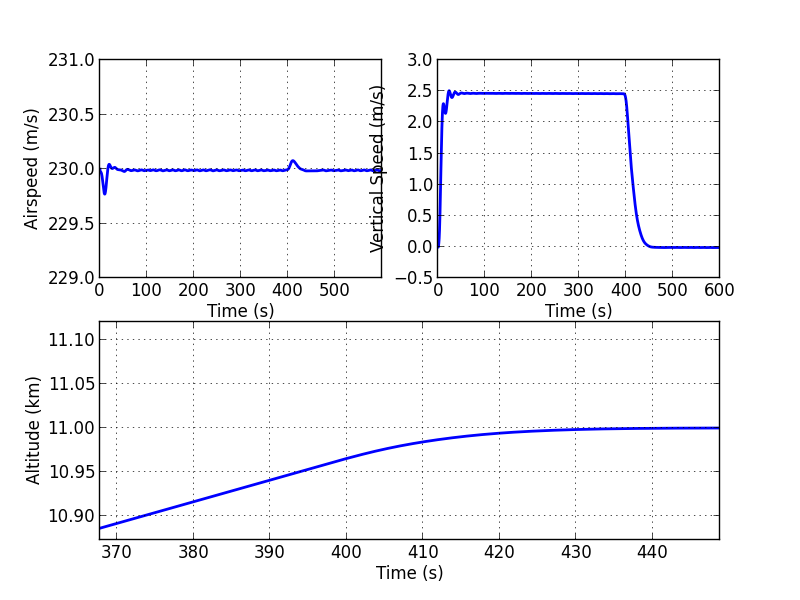 231.0
230.5
230.0
229.5
229.0
Airspeed (m/s)
0 100 200 300 400 500
Time (s)
3.0
2.5
2.0
1.5
1.0
0.5
0.0
−0.5
Vertical Speed (m/s)
0 100 200 300 400 500 600
Time (s)
11.10
11.05
11.00
10.95
10.90
Altitude (km)
370 380 390 400 410 420 430 440
Time (s)